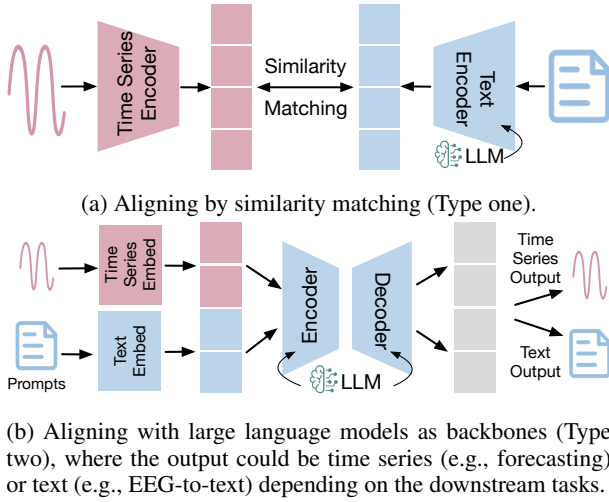 Time Series
Encoder
Similarity
Matching
Text
Encoder
LLM
(a) Aligning by similarity matching (Type one).
Time
Series
Embed
Encoder
Decoder
Time
Series
Output
Prompts
Text
Embed
LLM
Text
Output
(b) Aligning with large language models as backbones (Type
two), where the output could be time series (e.g., forecasting)
or text (e.g., EEG-to-text) depending on the downstream tasks.